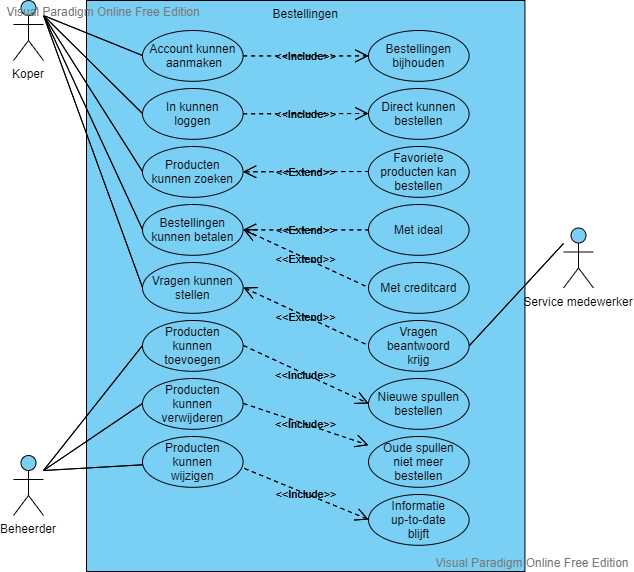 Visual Paradigm Online Free Edition
Bestellingen
Koper
Account kunnen
aanmaken
<<Include>>
Bestellingen
bijhouden
In kunnen
loggen
<<Include>>
Direct kunnen
bestellen
Producten
kunnen zoeken
<<Extend>>
Favoriete
producten kan
bestellen
Bestellingen
kunnen betalen
<<Extend>>
Met ideal
<<Extend>>
Vragen kunnen
stellen
Met creditcard
Service medewerker
<<Extend>>
Vragen
beantwoord
krijg
Producten
kunnen
toevoegen
<<Include>>
Nieuwe spullen
bestellen
Producten
kunnen
verwijderen
<<Include>>
Oude spullen
niet meer
bestellen
Producten
kunnen
wijzigen
<<Include>>
Informatie
up-to-date
blijft
Beheerder
Visual Paradigm Online Free Edition